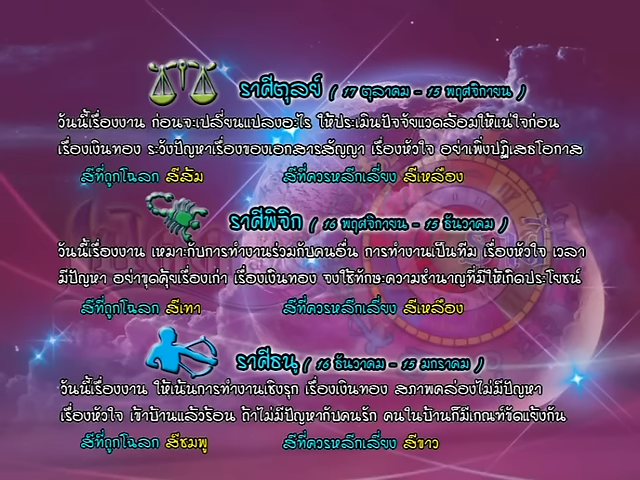 ราศีตุลย์ ( 17 ตุลาคม - 15 พฤศจิกายน )
วันนี้เรื่องงาน ก่อนจะเปลี่ยนแปลงอะไร ให้ประเมินปัจจัยแวดล้อมให้แน่ใจก่อน
เรื่องเงินทอง ระวังปัญหาเรื่องของเอกสารสัญญา เรื่องหัวใจ อย่าเพิ่งปฏิเสธโอกาส
สีที่ถูกโฉลก สีส้ม สีที่ควรหลีกเลี่ยง สีเหลือง
ราศีพิจิก ( 16 พฤศจิกายน - 15 ธันวาคม )
วันนี้เรื่องงาน เหมาะกับการทำงานร่วมกับคนอื่น การทำงานเป็นทีม เรื่องหัวใจ เวลา
มีปัญหา อย่าขุดคุ้ยเรื่องเก่า เรื่องเงินทอง จงใช้ทักษะความชำนาญที่มีให้เกิดประโยชน์
สีที่ถูกโฉลก สีเทา สีที่ควรหลีกเลี่ยง สีเหลือง
ราศีธนู ( 16 ธันวาคม - 15 มกราคม )
วันนี้เรื่องงาน ให้เน้นการทำงานเชิงรุก เรื่องเงินทอง สภาพคล่องไม่มีปัญหา
เรื่องหัวใจ เข้าบ้านแล้วร้อน ถ้าไม่มีปัญหากับคนรัก คนในบ้านก็มีเกณฑ์ขัดแย้งกัน
สีที่ถูกโฉลก สีชมพู สีที่ควรหลีกเลี่ยง สีขาว